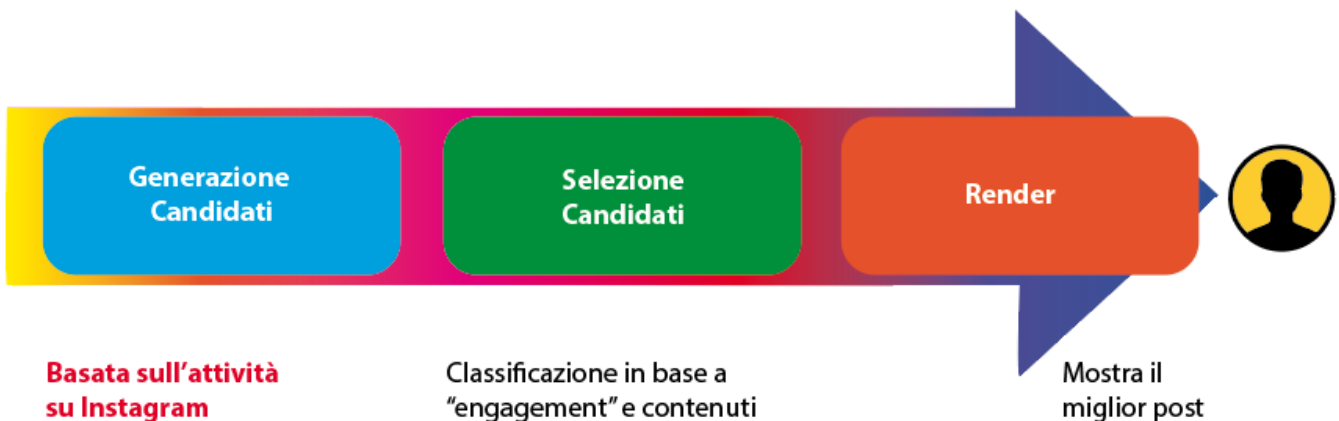 Generazione
Candidati
Selezione
Candidati
Render
Basata sull’attività
su Instagram
Classificazione in base a
“engagement” e contenuti
Mostra il
miglior post